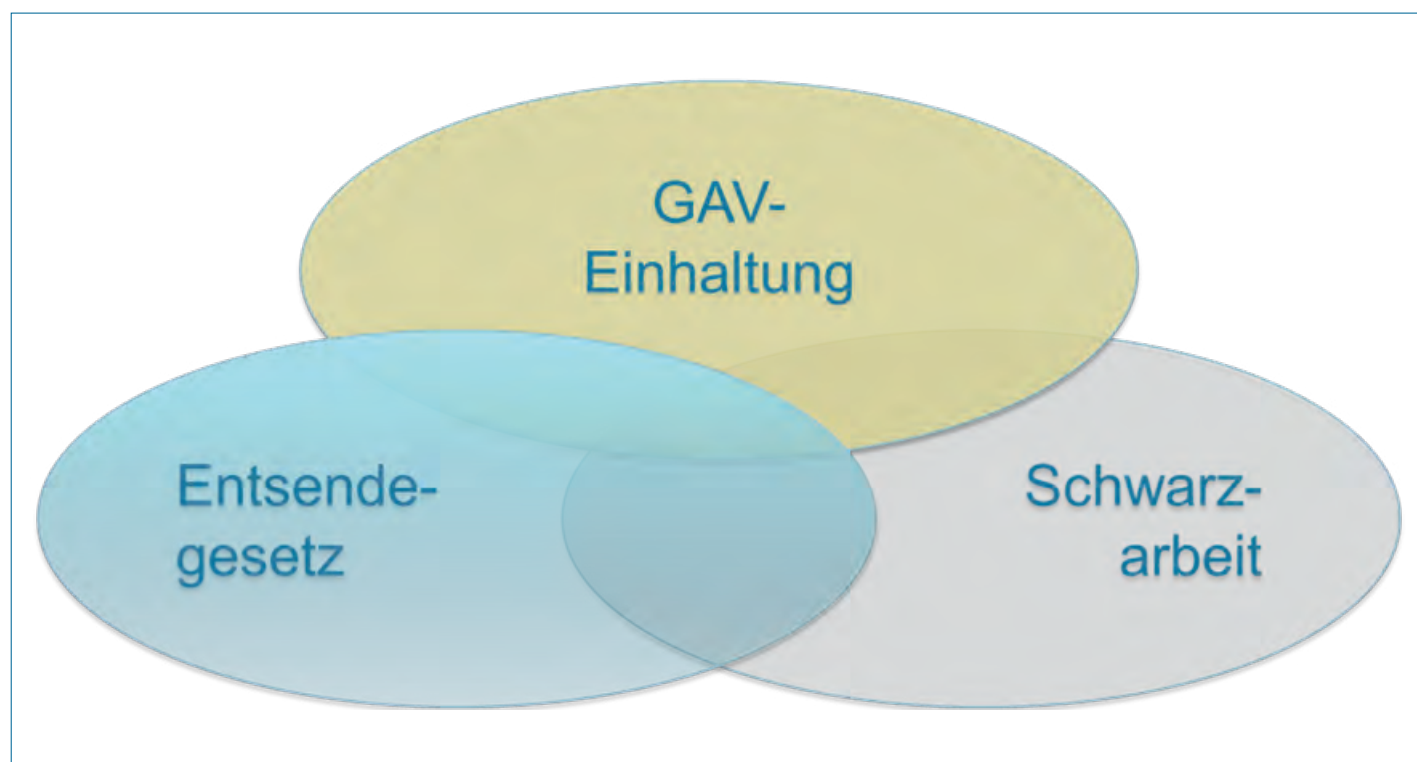 GAV-
Einhaltung
Entsende-
gesetz
Schwarz-
arbeit